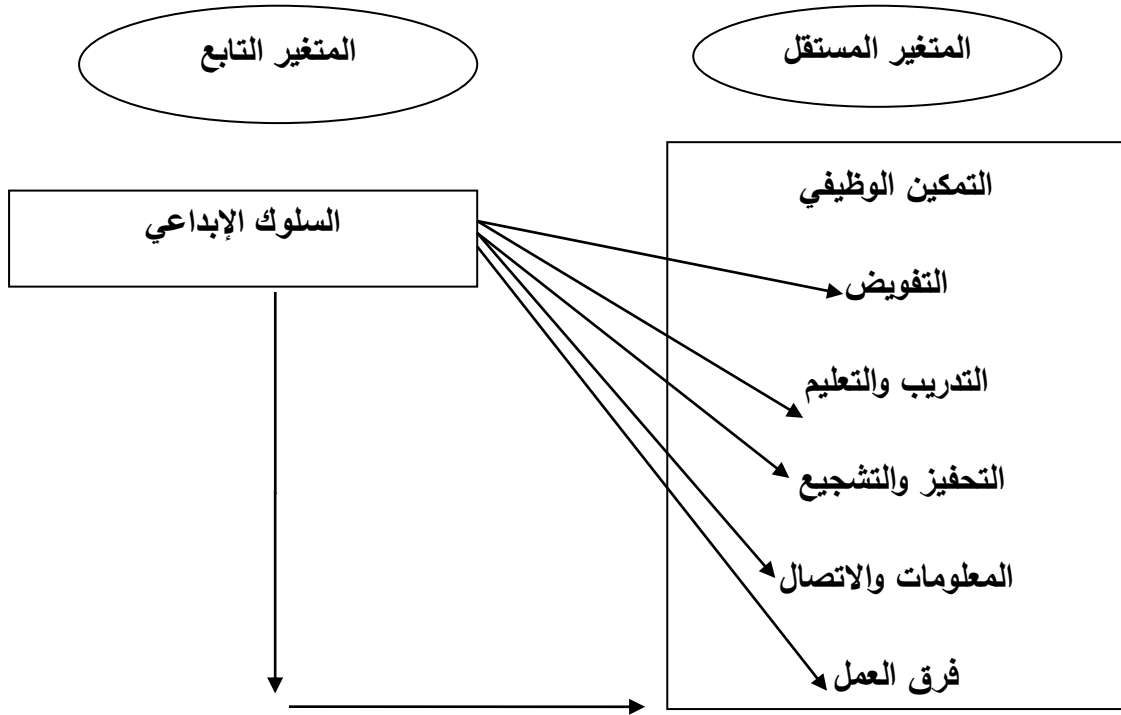 المتغير المستقل
المتغير التابع
التمكين الوظيفي
السلوك الإبداعي
التفويض
التدريب والتعليم
التحفيز والتشجيع
المعلومات والاتصال
فرق العمل